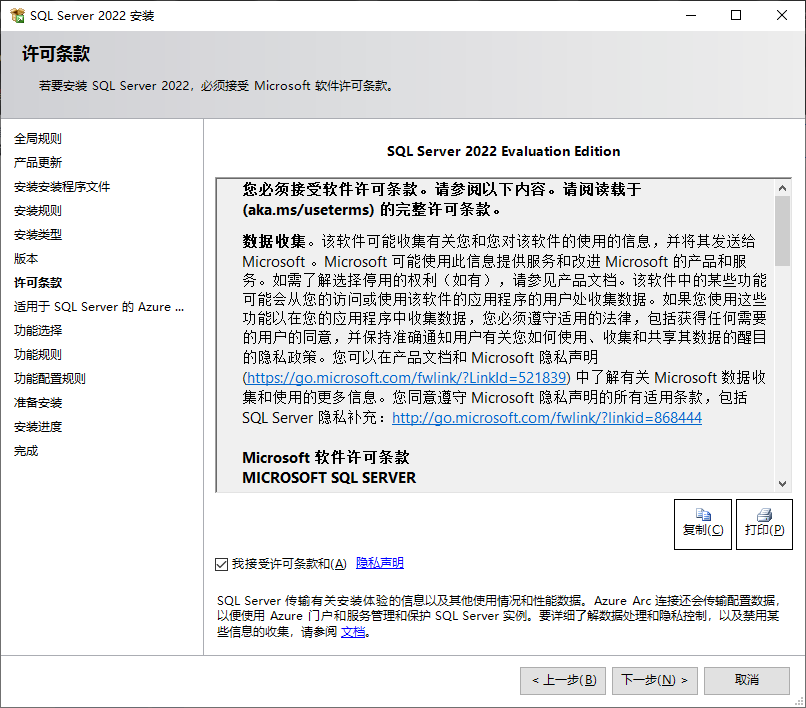 SQL Server 2022 安装
许可条款
若要安装 SQL Server 2022，必须接受 Microsoft 软件许可条款。
全局规则
产品更新
安装安装程序文件
安装规则
安装类型
版本
许可条款
适用于 SQL Server 的 Azure ...
功能选择
功能规则
功能配置规则
准备安装
安装进度
完成
SQL Server 2022 Evaluation Edition
您必须接受软件许可条款。请参阅以下内容。请阅读载于
(aka.ms/useterms) 的完整许可条款。
数据收集。该软件可能收集有关您和您对该软件的使用的信息，并将其发送给
Microsoft 。Microsoft 可能使用此信息提供服务和改进 Microsoft 的产品和服
务。如需了解选择停用的权利（如有），请参见产品文档。该软件中的某些功能
可能会从您的访问或使用该软件的应用程序的用户处收集数据。如果您使用这些
功能以在您的应用程序中收集数据，您必须遵守适用的法律，包括获得任何需要
的用户的同意，并保持准确通知用户有关您如何使用、收集和共享其数据的醒目
的隐私政策。您可以在产品文档和 Microsoft 隐私声明
(https://go.microsoft.com/fwlink/?LinkId=521839) 中了解有关 Microsoft 数据收
集和使用的更多信息。您同意遵守 Microsoft 隐私声明的所有适用条款，包括
SQL Server 隐私补充：http://go.microsoft.com/fwlink/?linkid=868444
Microsoft 软件许可条款
MICROSOFT SQL SERVER
复制(C)
打印(P)
我接受许可条款和(A) 隐私声明
SQL Server 传输有关安装体验的信息以及其他使用情况和性能数据。Azure Arc 连接还会传输配置数据，
以便使用 Azure 门户和服务管理和保护 SQL Server 实例。要详细了解数据处理和隐私控制，以及禁用某
些信息的收集，请参阅 文档。
< 上一步(B)
下一步(N) >
取消